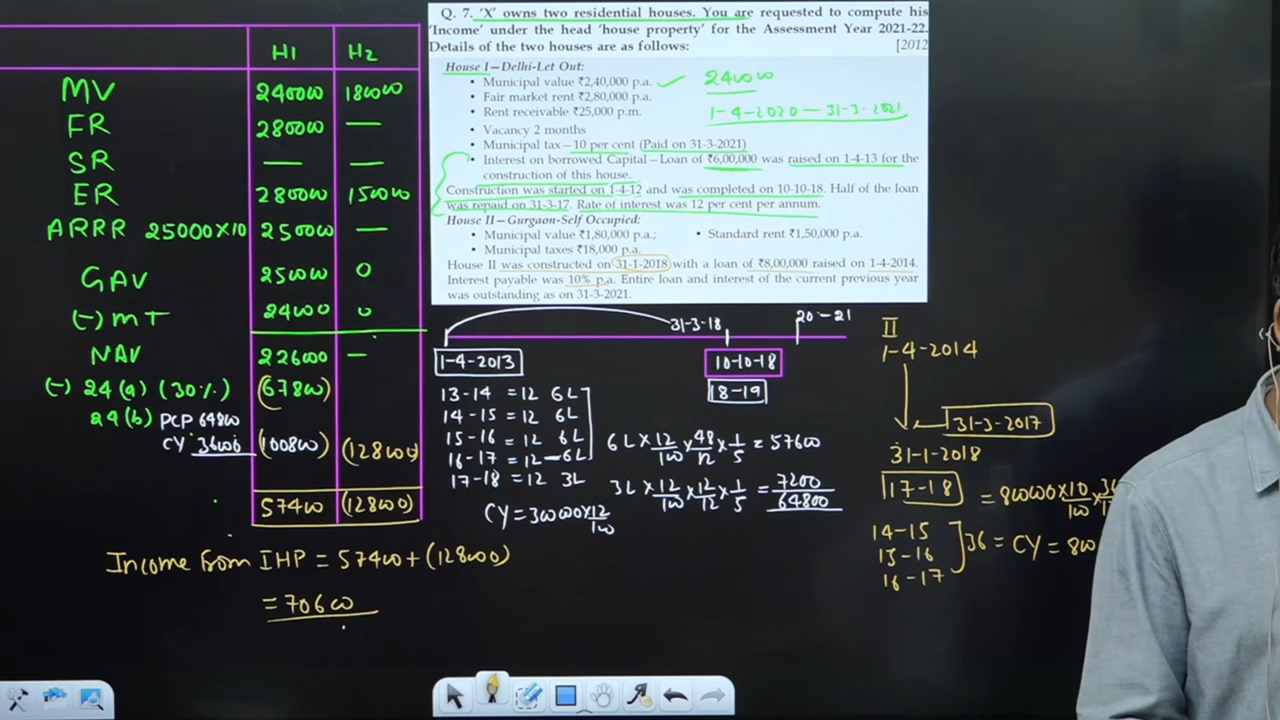 Q. 7. 'X' owns two residential houses. You are requested to compute his
'Income' under the head 'house property' for the Assessment Year 2021-22.
Details of the two houses are as follows: [2012
House I—Delhi-Let Out:
• Municipal value ₹2,40,000 p.a. 240000
• Fair market rent ₹2,80,000 p.a.
• Rent receivable ₹25,000 p.m. 1-4-2020 — 31-3-2021
• Vacancy 2 months
• Municipal tax—10 per cent (Paid on 31-3-2021)
• Interest on borrowed Capital—Loan of ₹6,00,000 was raised on 1-4-13 for the
construction of this house.
Construction was started on 1-4-12 and was completed on 10-10-18. Half of the loan
was repaid on 31-3-17. Rate of interest was 12 per cent per annum.
House II—Gurgaon-Self Occupied:
• Municipal value ₹1,80,000 p.a.; • Standard rent ₹1,50,000 p.a.
• Municipal taxes ₹18,000 p.a.
House II was constructed on 31-1-2018 with a loan of ₹8,00,000 raised on 1-4-2014.
Interest payable was 10% p.a. Entire loan and interest of the current previous year
was outstanding as on 31-3-2021.
H1 H2
MV 240000 180000
FR 280000 —
SR — —
ER 280000 150000
ARRR 25000×10 250000 —
GAV 250000 0
(-) MT 24000 0
NAV 226000 —
(-) 24(a) (30%) (67800)
24(b) PCP 64800
CY 36000 (100800) (128000)
57400 (128000)
Income from IHP = 57400+(128000)
= 70600
31-3-18 20-21
1-4-2013 10-10-18
18-19
13-14 = 12 6L
14-15 = 12 6L
15-16 = 12 6L
16-17 = 12 6L
17-18 = 12 3L
6L×12/100×48/12×1/5 = 57600
3L×12/100×12/12×1/5 = 7200
64800
CY = 300000×12/100
II
1-4-2014
31-3-2017
31-1-2018
17-18 = 800000×10/100×36
14-15
15-16 36 = CY = 800
16-17